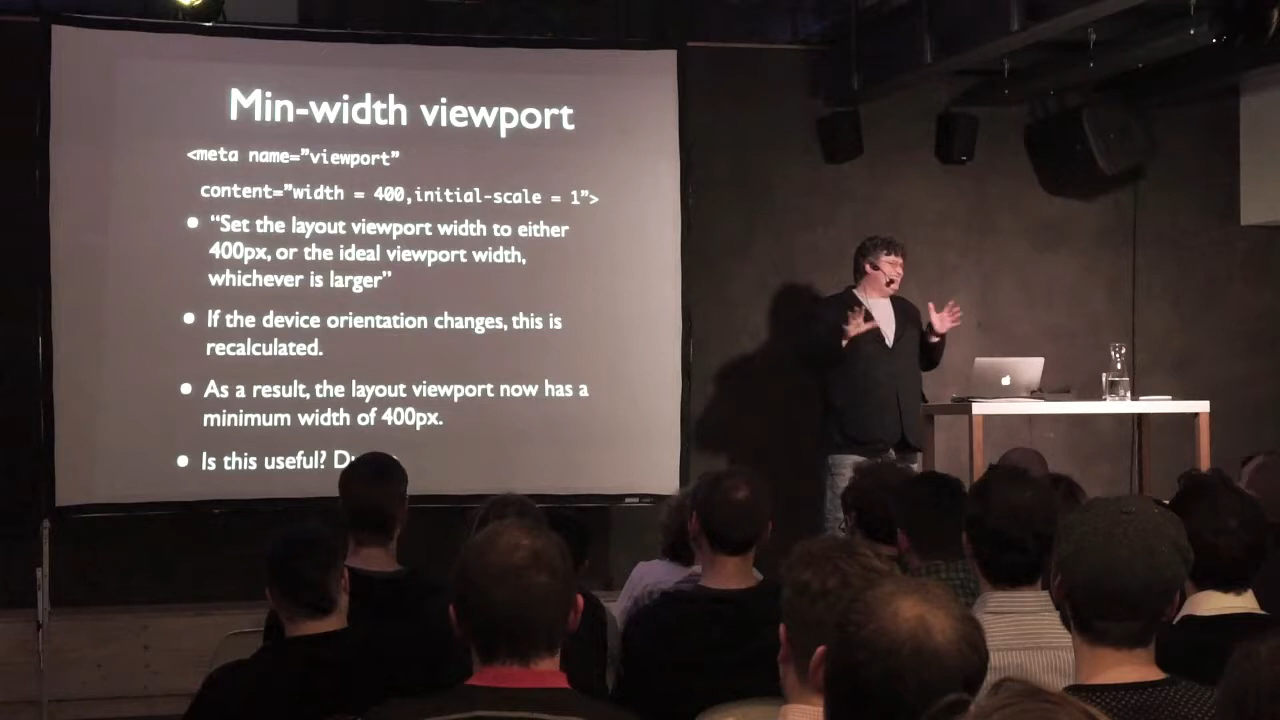 Min-width viewport
<meta name=”viewport”
content=”width = 400,initial-scale = 1”>
• “Set the layout viewport width to either
400px, or the ideal viewport width,
whichever is larger”
• If the device orientation changes, this is
recalculated.
• As a result, the layout viewport now has a
minimum width of 400px.
• Is this useful?